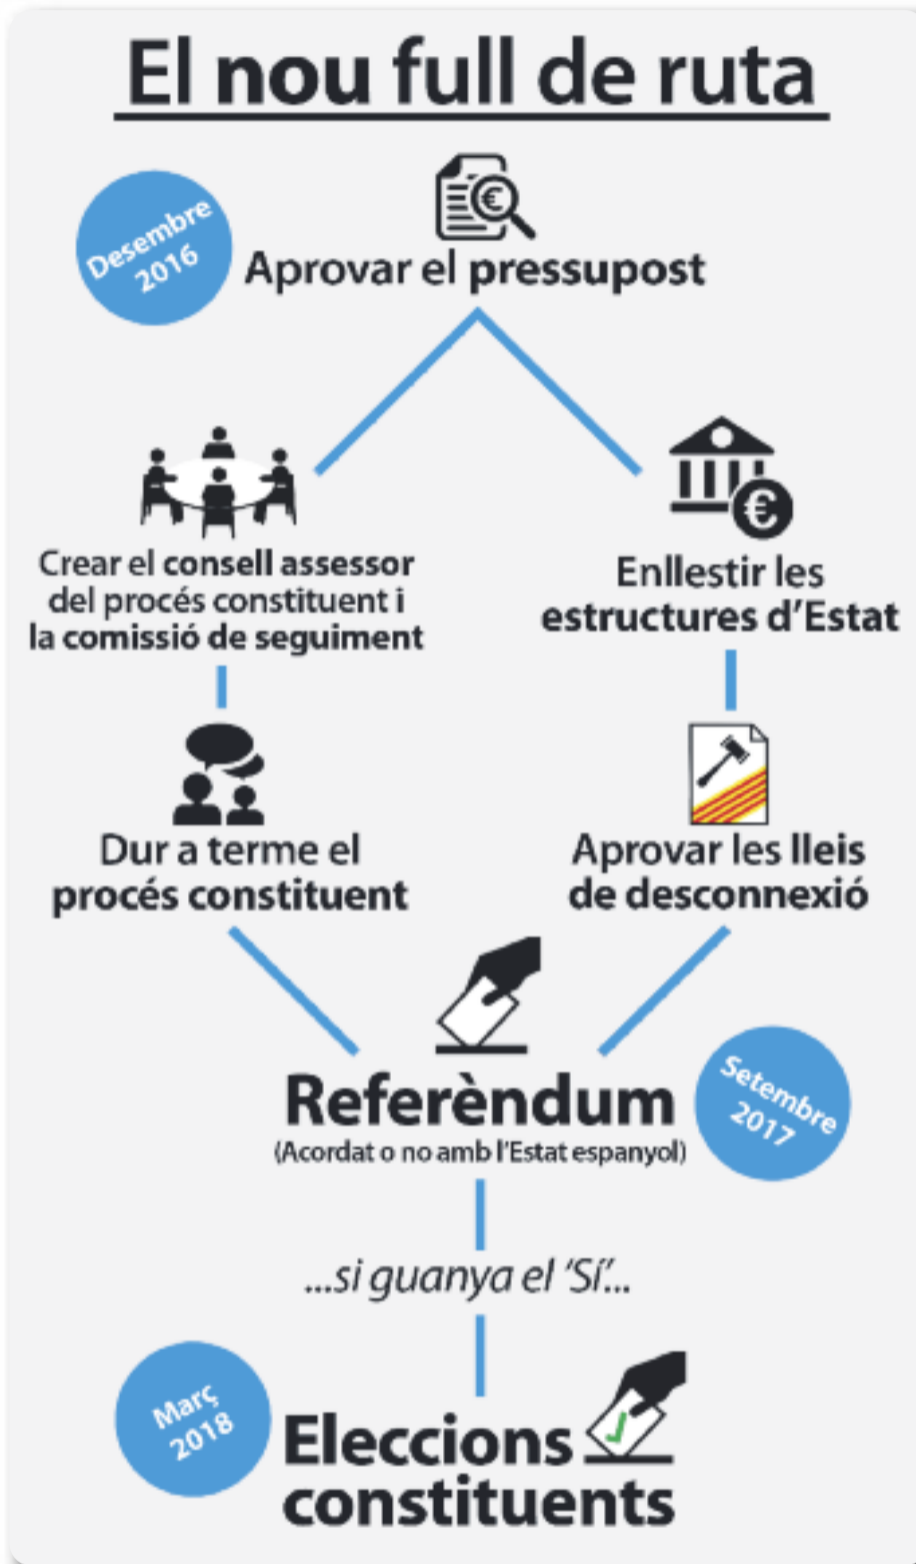 El nou full de ruta
Desembre
2016
Aprovar el pressupost
Crear el consell assessor
del procés constituent i
la comissió de seguiment
Enllestir les
estructures d'Estat
Dur a terme el
procés constituent
Aprovar les lleis
de desconnexió
Referèndum
(Acordat o no amb l'Estat espanyol)
Setembre
2017
...si guanya el 'Sí'...
Març
2018
Eleccions
constituents